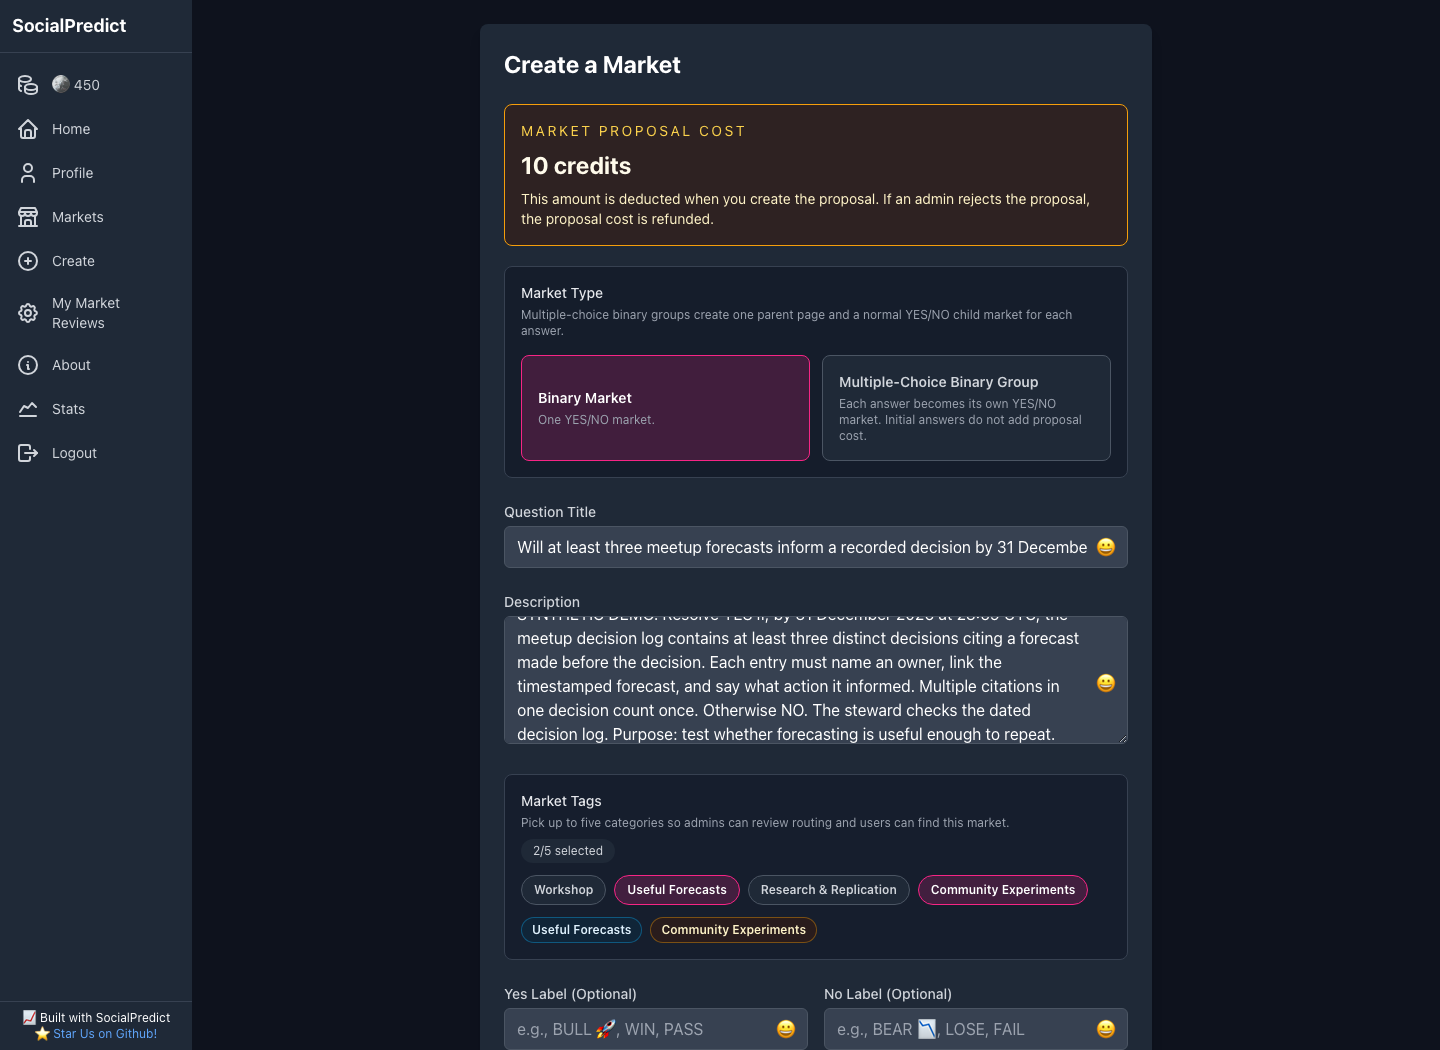 SocialPredict
450
Home
Profile
Markets
Create
My Market
Reviews
About
Stats
Logout
📈 Built with SocialPredict
⭐ Star Us on Github!
Create a Market
MARKET PROPOSAL COST
10 credits
This amount is deducted when you create the proposal. If an admin rejects the proposal,
the proposal cost is refunded.
Market Type
Multiple-choice binary groups create one parent page and a normal YES/NO child market for each
answer.
Binary Market
One YES/NO market.
Multiple-Choice Binary Group
Each answer becomes its own YES/NO
market. Initial answers do not add proposal
cost.
Question Title
Will at least three meetup forecasts inform a recorded decision by 31 Decembe
Description
meetup decision log contains at least three distinct decisions citing a forecast
made before the decision. Each entry must name an owner, link the
timestamped forecast, and say what action it informed. Multiple citations in
one decision count once. Otherwise NO. The steward checks the dated
decision log. Purpose: test whether forecasting is useful enough to repeat.
Market Tags
Pick up to five categories so admins can review routing and users can find this market.
2/5 selected
Workshop
Useful Forecasts
Research & Replication
Community Experiments
Useful Forecasts
Community Experiments
Yes Label (Optional)
No Label (Optional)
e.g., BULL 🚀, WIN, PASS
e.g., BEAR 📉, LOSE, FAIL